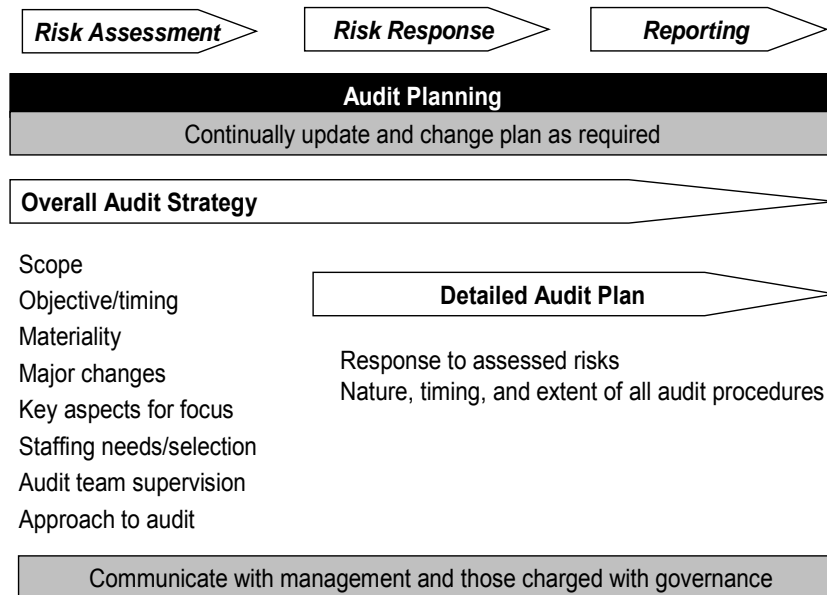 Risk Assessment
Risk Response
Reporting
Audit Planning
Continually update and change plan as required
Overall Audit Strategy
Scope
Objective/timing
Materiality
Major changes
Key aspects for focus
Staffing needs/selection
Audit team supervision
Approach to audit
Detailed Audit Plan
Response to assessed risks
Nature, timing, and extent of all audit procedures
Communicate with management and those charged with governance